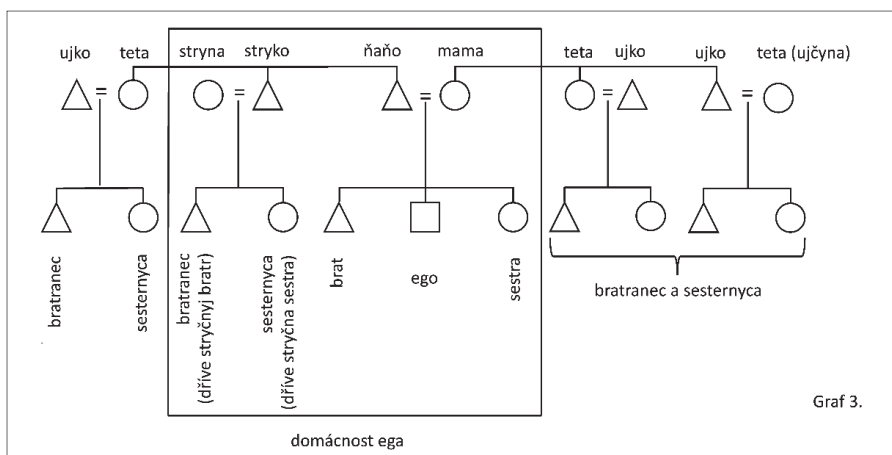 ujko teta stryna stryko ňaňo mama teta ujko ujko teta (ujčyna)
= = = = =
bratranec
sesternyca
bratranec
(dříve stryčnyj bratr)
sesternyca
(dříve stryčna sestra)
brat
ego
sestra
bratranec a sesternyca
Graf 3.
domácnost ega